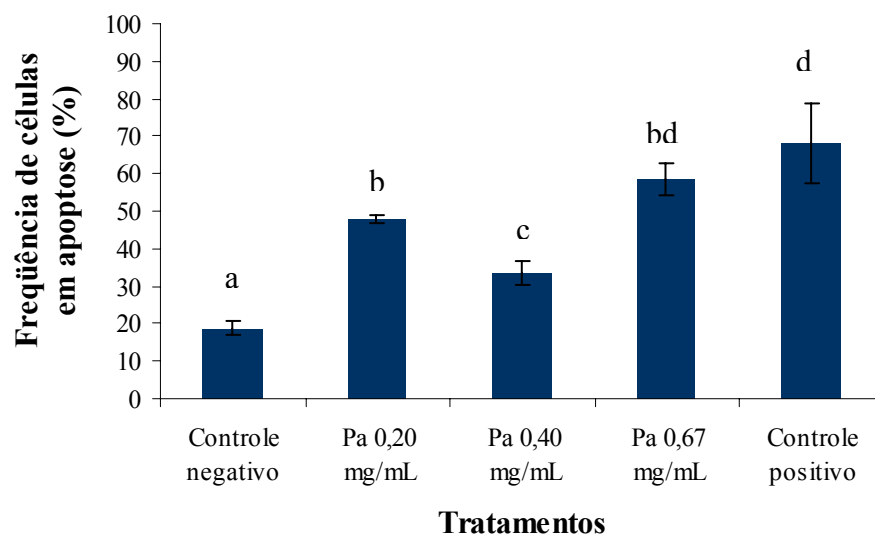 Freqüência de células
em apoptose (%)
100
90
80
70
60
50
40
30
20
10
0
a
b
c
bd
d
Controle
negativo
Pa 0,20
mg/mL
Pa 0,40
mg/mL
Pa 0,67
mg/mL
Controle
positivo
Tratamentos